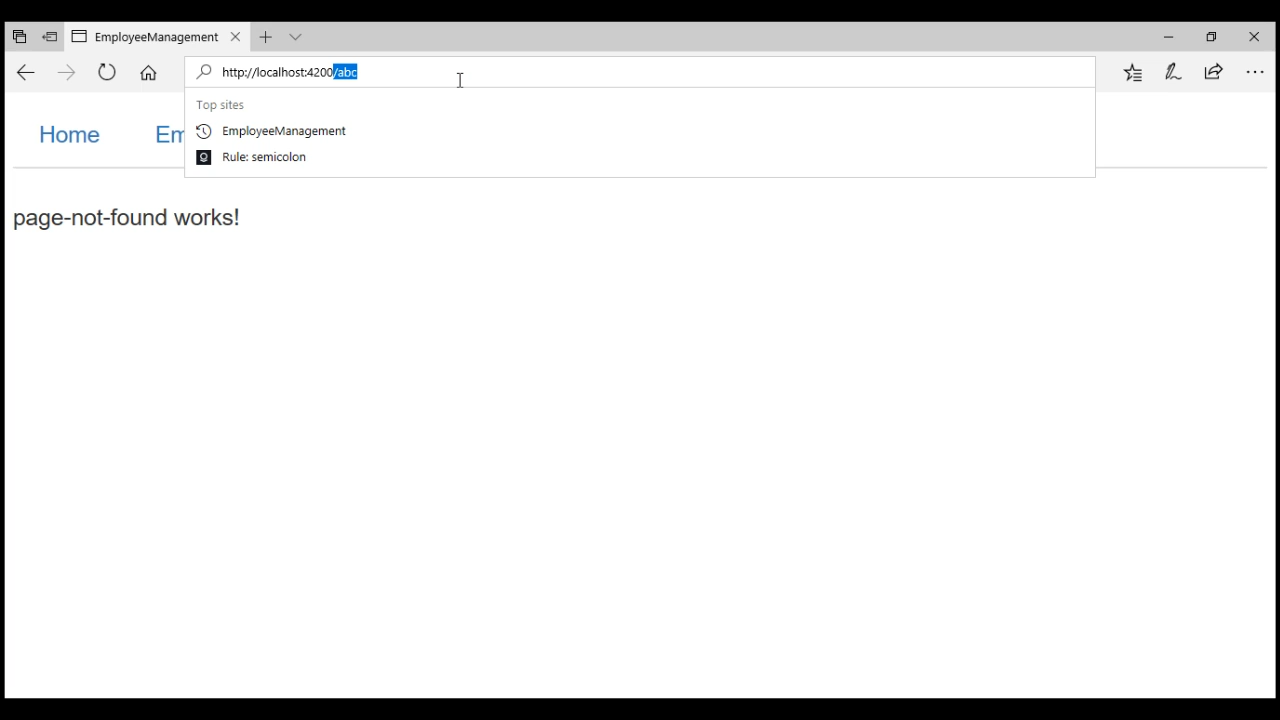 EmployeeManagement
http://localhost:4200/abc
Top sites
EmployeeManagement
Rule: semicolon
Home Em
page-not-found works!